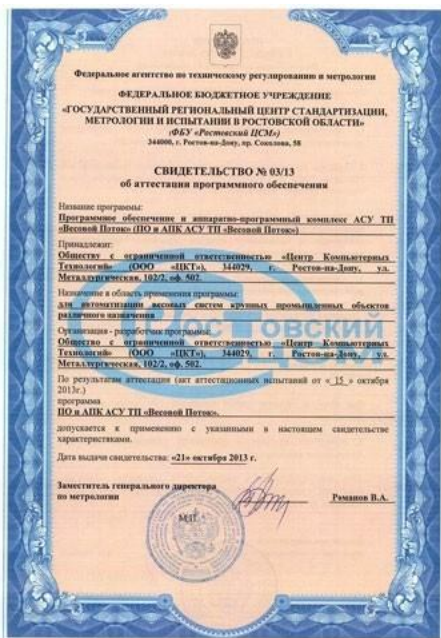 Федеральное агентство по техническому регулированию и метрологии
ФЕДЕРАЛЬНОЕ БЮДЖЕТНОЕ УЧРЕЖДЕНИЕ
«ГОСУДАРСТВЕННЫЙ РЕГИОНАЛЬНЫЙ ЦЕНТР СТАНДАРТИЗАЦИИ,
МЕТРОЛОГИИ И ИСПЫТАНИЙ В РОСТОВСКОЙ ОБЛАСТИ»
(ФБУ «Ростовский ЦСМ»)
344000, г. Ростов-на-Дону, пр. Соколова, 58
СВИДЕТЕЛЬСТВО № 03/13
об аттестации программного обеспечения
Название программы:
Программное обеспечение и аппаратно-программный комплекс АСУ ТП
«Весовой Поток» (ПО и АПК АСУ ТП «Весовой Поток»)
Принадлежит:
Обществу с ограниченной ответственностью «Центр Компьютерных
Технологий» (ООО «ЦКТ»), 344029, г. Ростов-на-Дону, ул.
Металлургическая, 102/2, оф. 502.
Назначение и область применения программы:
для автоматизации весовых систем крупных промышленных объектов
различного назначения
Организация - разработчик программы:
Общество с ограниченной ответственностью «Центр Компьютерных
Технологий» (ООО «ЦКТ»), 344029, г. Ростов-на-Дону, ул.
Металлургическая, 102/2, оф. 502.
По результатам аттестации (акт аттестационных испытаний от «15» октября
2013г.)
программа
ПО и АПК АСУ ТП «Весовой Поток».
допускается к применению с указанными в настоящем свидетельстве
характеристиками.
Дата выдачи свидетельства: «21» октября 2013 г.
Заместитель генерального директора
по метрологии
Романов В.А.
М.П.